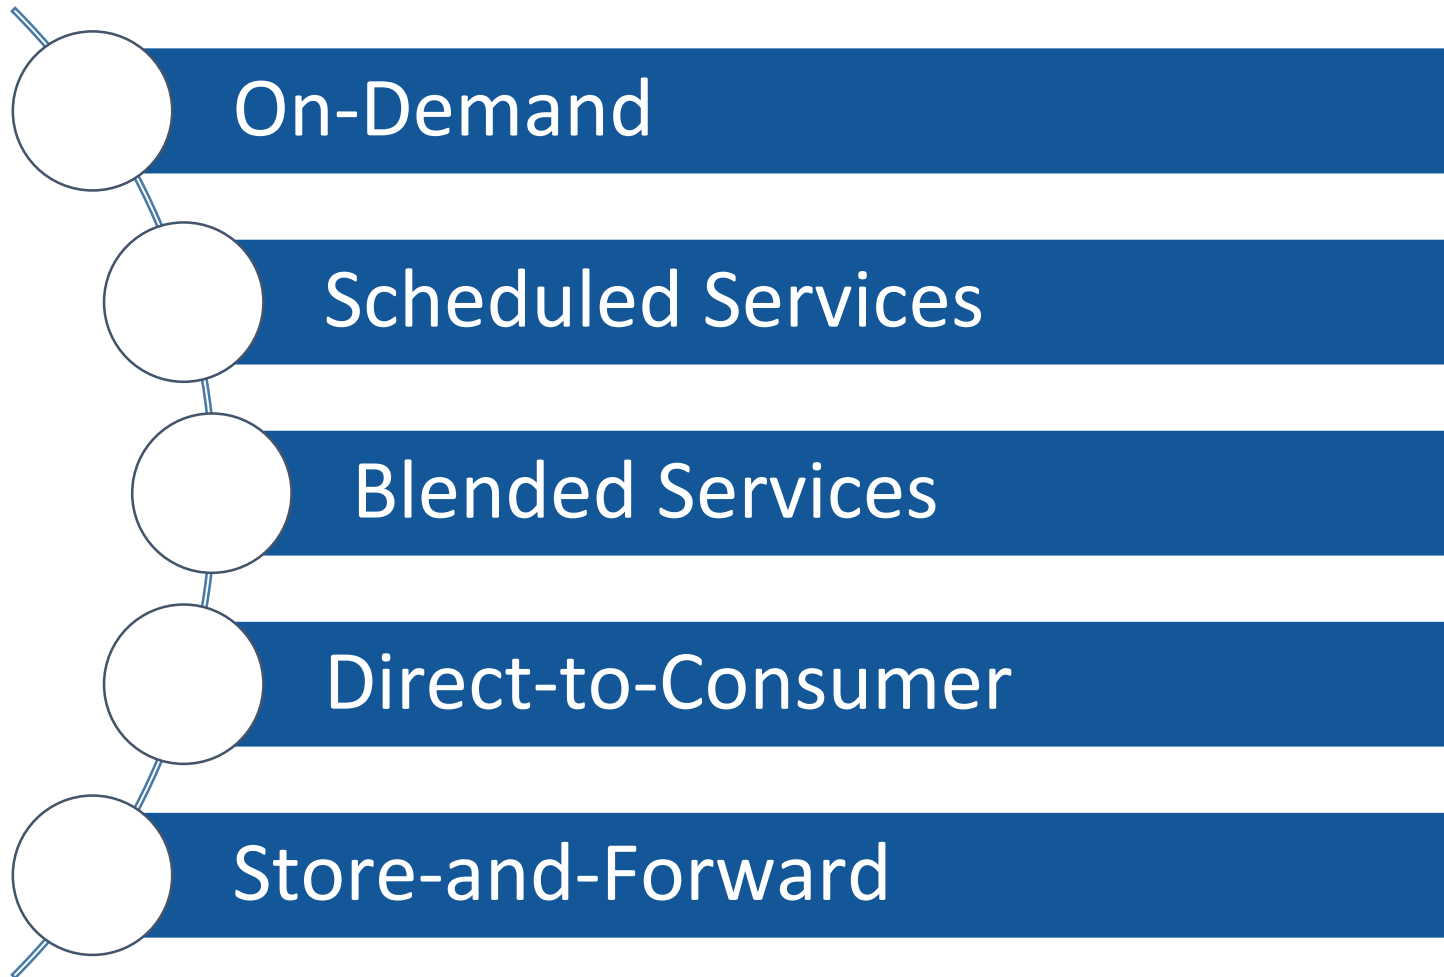 On-Demand
Scheduled Services
Blended Services
Direct-to-Consumer
Store-and-Forward